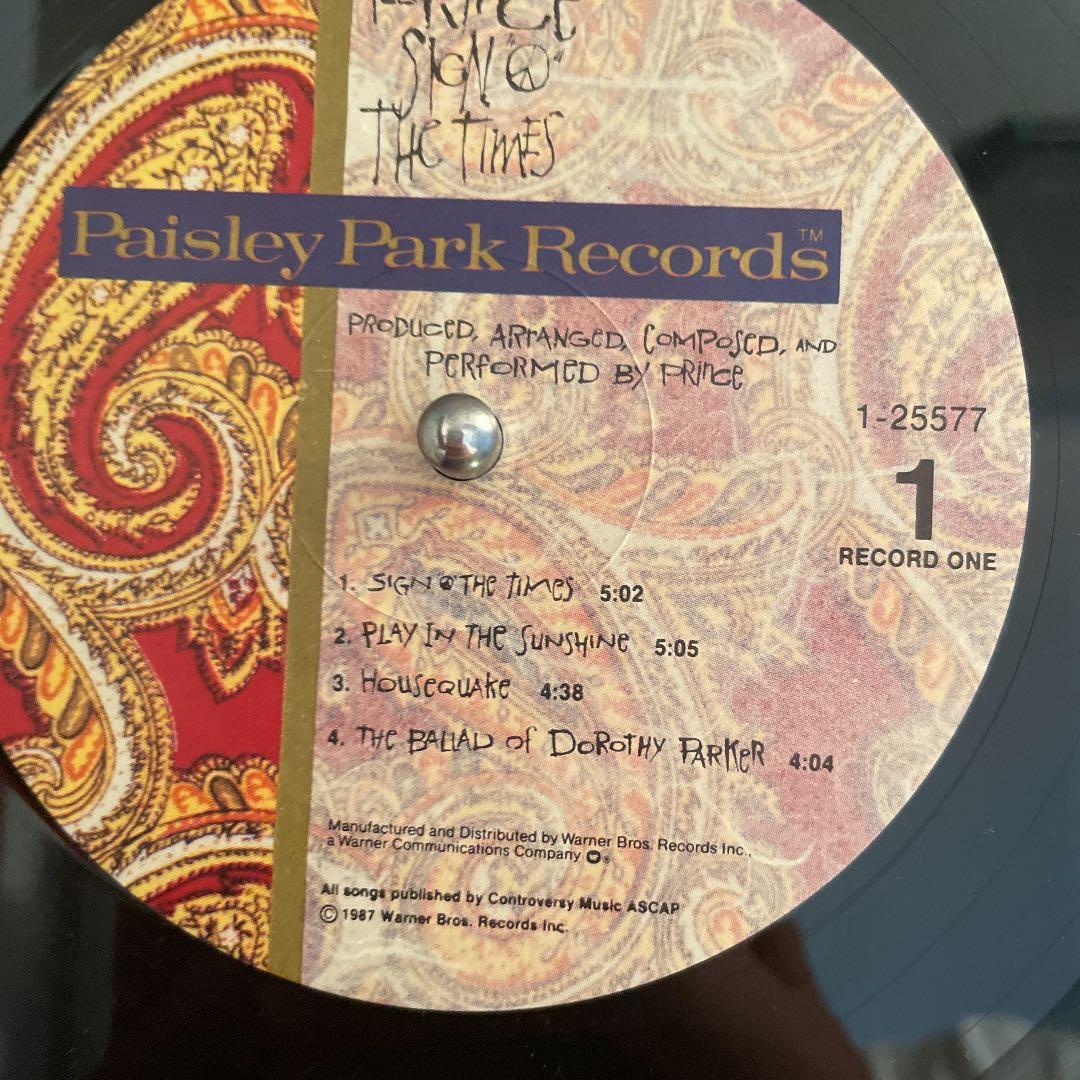 PRINCE
SIGN "☮"
THE TIMES
Paisley Park Records™
PRODUCED, ARRANGED, COMPOSED, AND
PERFORMED BY PRINCE
1-25577
1
RECORD ONE
1. SIGN ☮ THE TIMES 5:02
2. PLAY IN THE SUNSHINE 5:05
3. HOUSEQUAKE 4:38
4. THE BALLAD OF DOROTHY PARKER 4:04
Manufactured and Distributed by Warner Bros. Records Inc.,
a Warner Communications Company
All songs published by Controversy Music ASCAP
© 1987 Warner Bros. Records Inc.